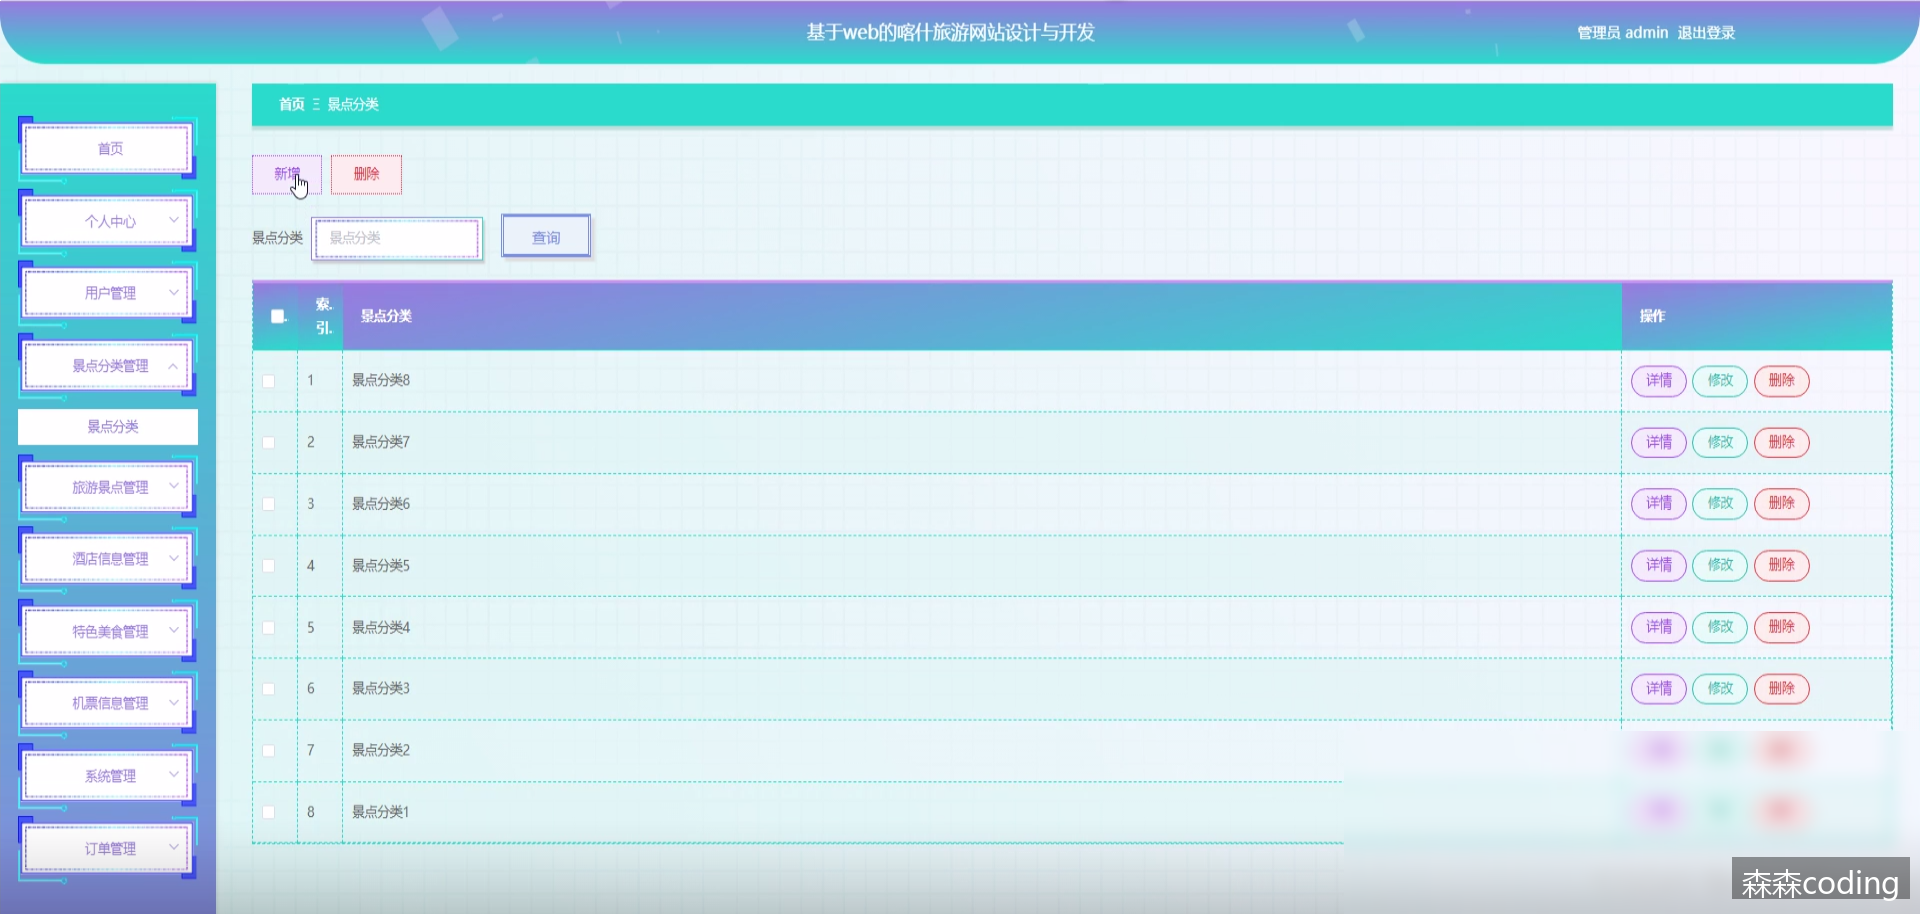 基于web的喀什旅游网站设计与开发
管理员 admin 退出登录
首页
个人中心
用户管理
景点分类管理
景点分类
旅游景点管理
酒店信息管理
特色美食管理
机票信息管理
系统管理
订单管理
首页 Ξ 景点分类
新增 删除
景点分类 景点分类 查询
索引 景点分类 操作
1 景点分类8 详情 修改 删除
2 景点分类7 详情 修改 删除
3 景点分类6 详情 修改 删除
4 景点分类5 详情 修改 删除
5 景点分类4 详情 修改 删除
6 景点分类3 详情 修改 删除
7 景点分类2
8 景点分类1
森森coding